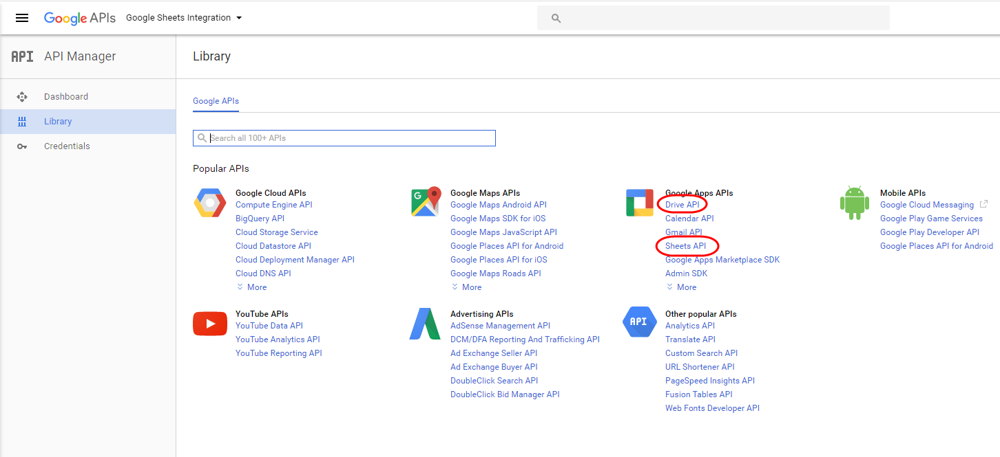 Google APIs Google Sheets Integration
API API Manager
Library
Dashboard
Library
Credentials
Google APIs
Search all 100+ APIs
Popular APIs
Google Cloud APIs
Compute Engine API
BigQuery API
Cloud Storage Service
Cloud Datastore API
Cloud Deployment Manager API
Cloud DNS API
More
G
Google Maps APIs
Google Maps Android API
Google Maps SDK for iOS
Google Maps JavaScript API
Google Places API for Android
Google Places API for iOS
Google Maps Roads API
More
Google Apps APIs
Drive API
Calendar API
Gmail API
Sheets API
Google Apps Marketplace SDK
Admin SDK
More
Mobile APIs
Google Cloud Messaging
Google Play Game Services
Google Play Developer API
Google Places API for Android
YouTube APIs
YouTube Data API
YouTube Analytics API
YouTube Reporting API
Advertising APIs
AdSense Management API
DCM/DFA Reporting And Trafficking API
Ad Exchange Seller API
Ad Exchange Buyer API
DoubleClick Search API
DoubleClick Bid Manager API
API
Other popular APIs
Analytics API
Translate API
Custom Search API
URL Shortener API
PageSpeed Insights API
Fusion Tables API
Web Fonts Developer API